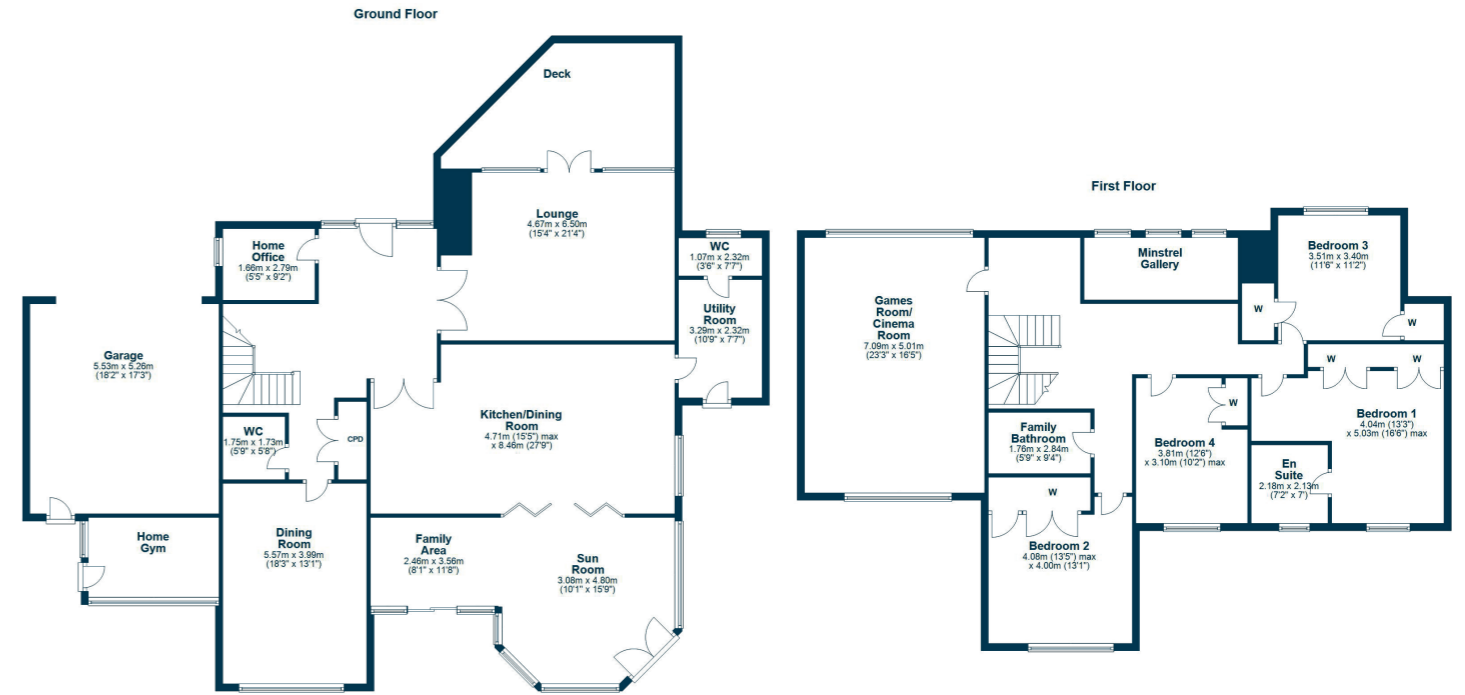 Ground Floor
Deck
Lounge
4.67m x 6.50m
(15'4" x 21'4")
Home
Office
1.66m x 2.79m
(5'5" x 9'2")
WC
1.07m x 2.32m
(3'6" x 7'7")
Utility
Room
3.29m x 2.32m
(10'9" x 7'7")
Garage
5.53m x 5.26m
(18'2" x 17'3")
Kitchen/Dining
Room
4.71m (15'5") max
x 8.46m (27'9")
WC
1.75m x 1.73m
(5'9" x 5'8")
CPD
Home
Gym
Dining
Room
5.57m x 3.99m
(18'3" x 13'1")
Family
Area
2.46m x 3.56m
(8'1" x 11'8")
Sun
Room
3.08m x 4.80m
(10'1" x 15'9")
First Floor
Games
Room/
Cinema
Room
7.09m x 5.01m
(23'3" x 16'5")
Minstrel
Gallery
Bedroom 3
3.51m x 3.40m
(11'6" x 11'2")
W
W
W
W
Bedroom 1
4.04m (13'3")
x 5.03m (16'6") max
W
Bedroom 4
3.81m (12'6")
x 3.10m (10'2") max
Family
Bathroom
1.76m x 2.84m
(5'9" x 9'4")
En
Suite
2.18m x 2.13m
(7'2" x 7')
W
Bedroom 2
4.08m (13'5") max
x 4.00m (13'1")